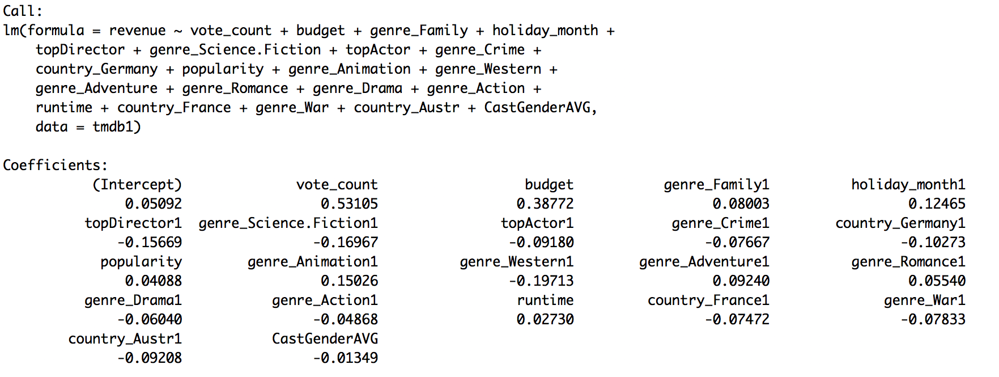 Call:
lm(formula = revenue ~ vote_count + budget + genre_Family + holiday_month +
    topDirector + genre_Science.Fiction + topActor + genre_Crime +
    country_Germany + popularity + genre_Animation + genre_Western +
    genre_Adventure + genre_Romance + genre_Drama + genre_Action +
    runtime + country_France + genre_War + country_Austr + CastGenderAVG,
    data = tmdb1)

Coefficients:
           (Intercept)              vote_count                  budget           genre_Family1          holiday_month1
               0.05092                 0.53105                 0.38772                 0.08003                 0.12465
          topDirector1  genre_Science.Fiction1               topActor1            genre_Crime1        country_Germany1
              -0.15669                -0.16967                -0.09180                -0.07667                -0.10273
            popularity        genre_Animation1          genre_Western1        genre_Adventure1          genre_Romance1
               0.04088                 0.15026                -0.19713                 0.09240                 0.05540
          genre_Drama1           genre_Action1                 runtime         country_France1              genre_War1
              -0.06040                -0.04868                 0.02730                -0.07472                -0.07833
        country_Austr1           CastGenderAVG
              -0.09208                -0.01349